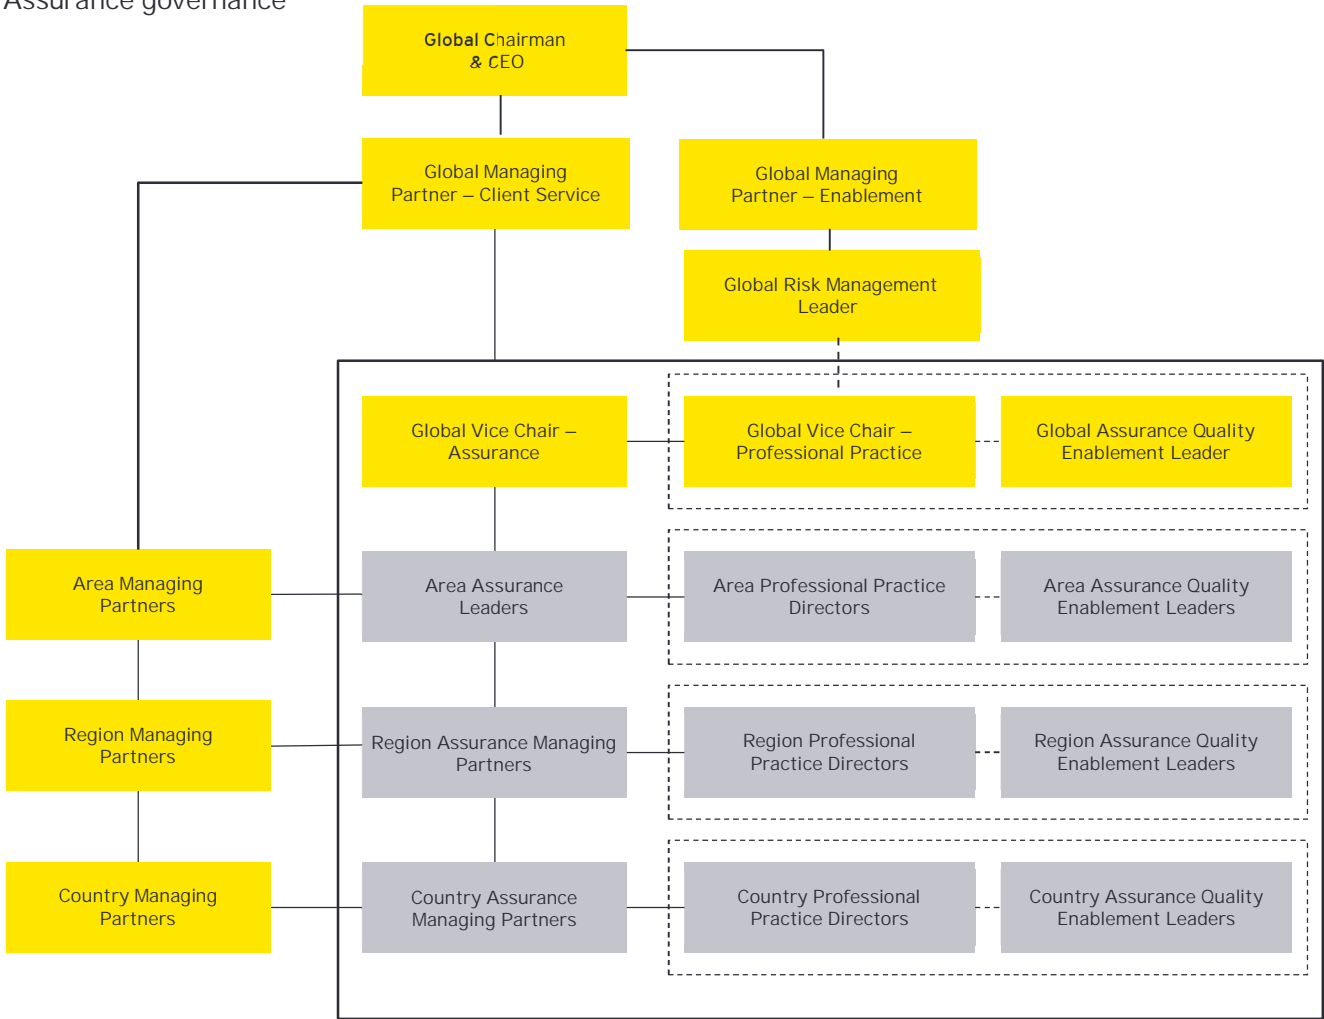 Assurance governance
Global Chairman
& CEO
Global Managing
Partner – Client Service
Global Managing
Partner – Enablement
Global Risk Management
Leader
Global Vice Chair –
Assurance
Global Vice Chair –
Professional Practice
Global Assurance Quality
Enablement Leader
Area Managing
Partners
Area Assurance
Leaders
Area Professional Practice
Directors
Area Assurance Quality
Enablement Leaders
Region Managing
Partners
Region Assurance Managing
Partners
Region Professional
Practice Directors
Region Assurance Quality
Enablement Leaders
Country Managing
Partners
Country Assurance
Managing Partners
Country Professional
Practice Directors
Country Assurance Quality
Enablement Leaders